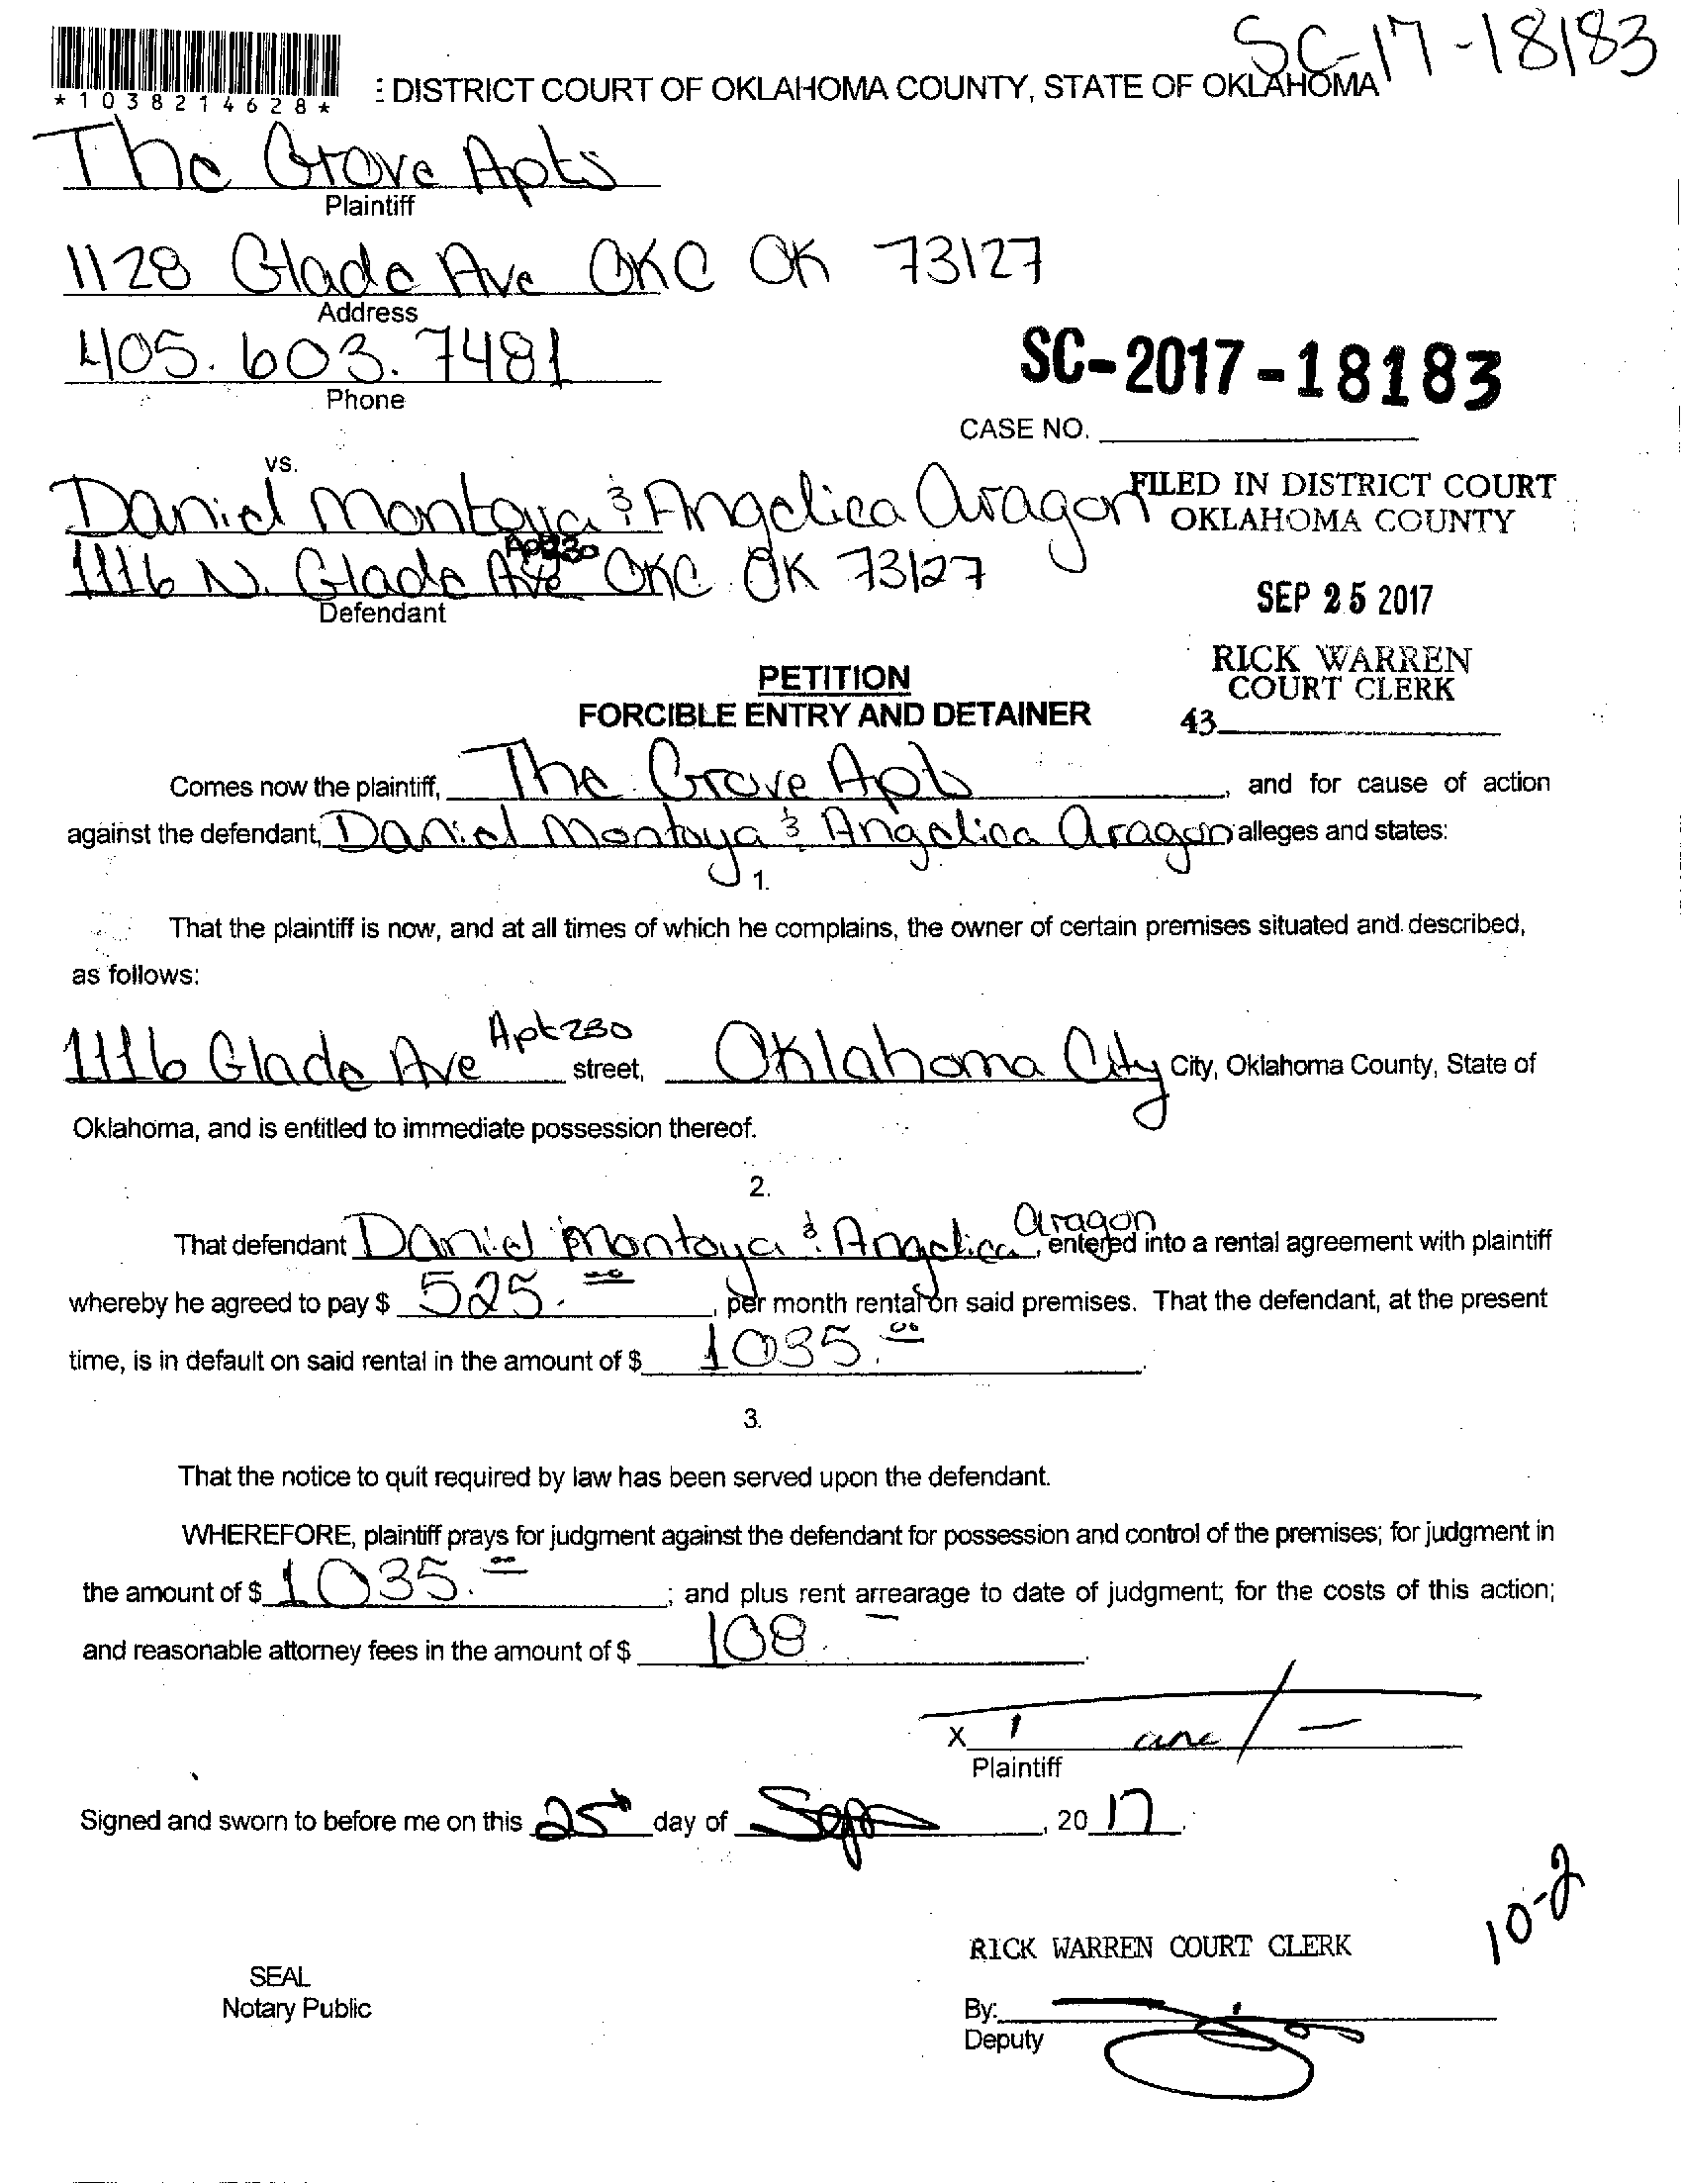 SC-17-18183
*1038214628*
: DISTRICT COURT OF OKLAHOMA COUNTY, STATE OF OKLAHOMA
The Grove Apts
Plaintiff
1128 Glade Ave OKC OK 73127
Address
405.603.7481
Phone
SC-2017-18183
CASE NO.
vs.
Daniel Montoya & Angelica Aragon
FILED IN DISTRICT COURT
OKLAHOMA COUNTY
Apt 230
1116 N. Glade Ave OKC OK 73127
Defendant
SEP 25 2017
RICK WARREN
COURT CLERK
43
PETITION
FORCIBLE ENTRY AND DETAINER
Comes now the plaintiff, The Grove Apts, and for cause of action
against the defendant, Daniel Montoya & Angelica Aragon alleges and states:
1.
That the plaintiff is now, and at all times of which he complains, the owner of certain premises situated and described,
as follows:
1116 Glade Ave Apt 230 street, Oklahoma City City, Oklahoma County, State of
Oklahoma, and is entitled to immediate possession thereof.
2.
That defendant Daniel Montoya & Angelica Aragon, entered into a rental agreement with plaintiff
whereby he agreed to pay $ 525.00, per month rental on said premises. That the defendant, at the present
time, is in default on said rental in the amount of $ 1035.00.
3.
That the notice to quit required by law has been served upon the defendant.
WHEREFORE, plaintiff prays for judgment against the defendant for possession and control of the premises; for judgment in
the amount of $ 1035.00; and plus rent arrearage to date of judgment; for the costs of this action;
and reasonable attorney fees in the amount of $ 108.-.
X
Plaintiff
Signed and sworn to before me on this 25th day of Sept, 2017.
10-2
RICK WARREN COURT CLERK
SEAL
Notary Public
By:
Deputy